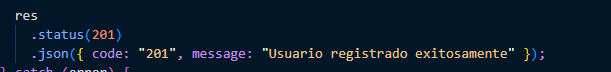 res
.status(201)
.json({ code: "201", message: "Usuario registrado exitosamente" });
} catch (error) {